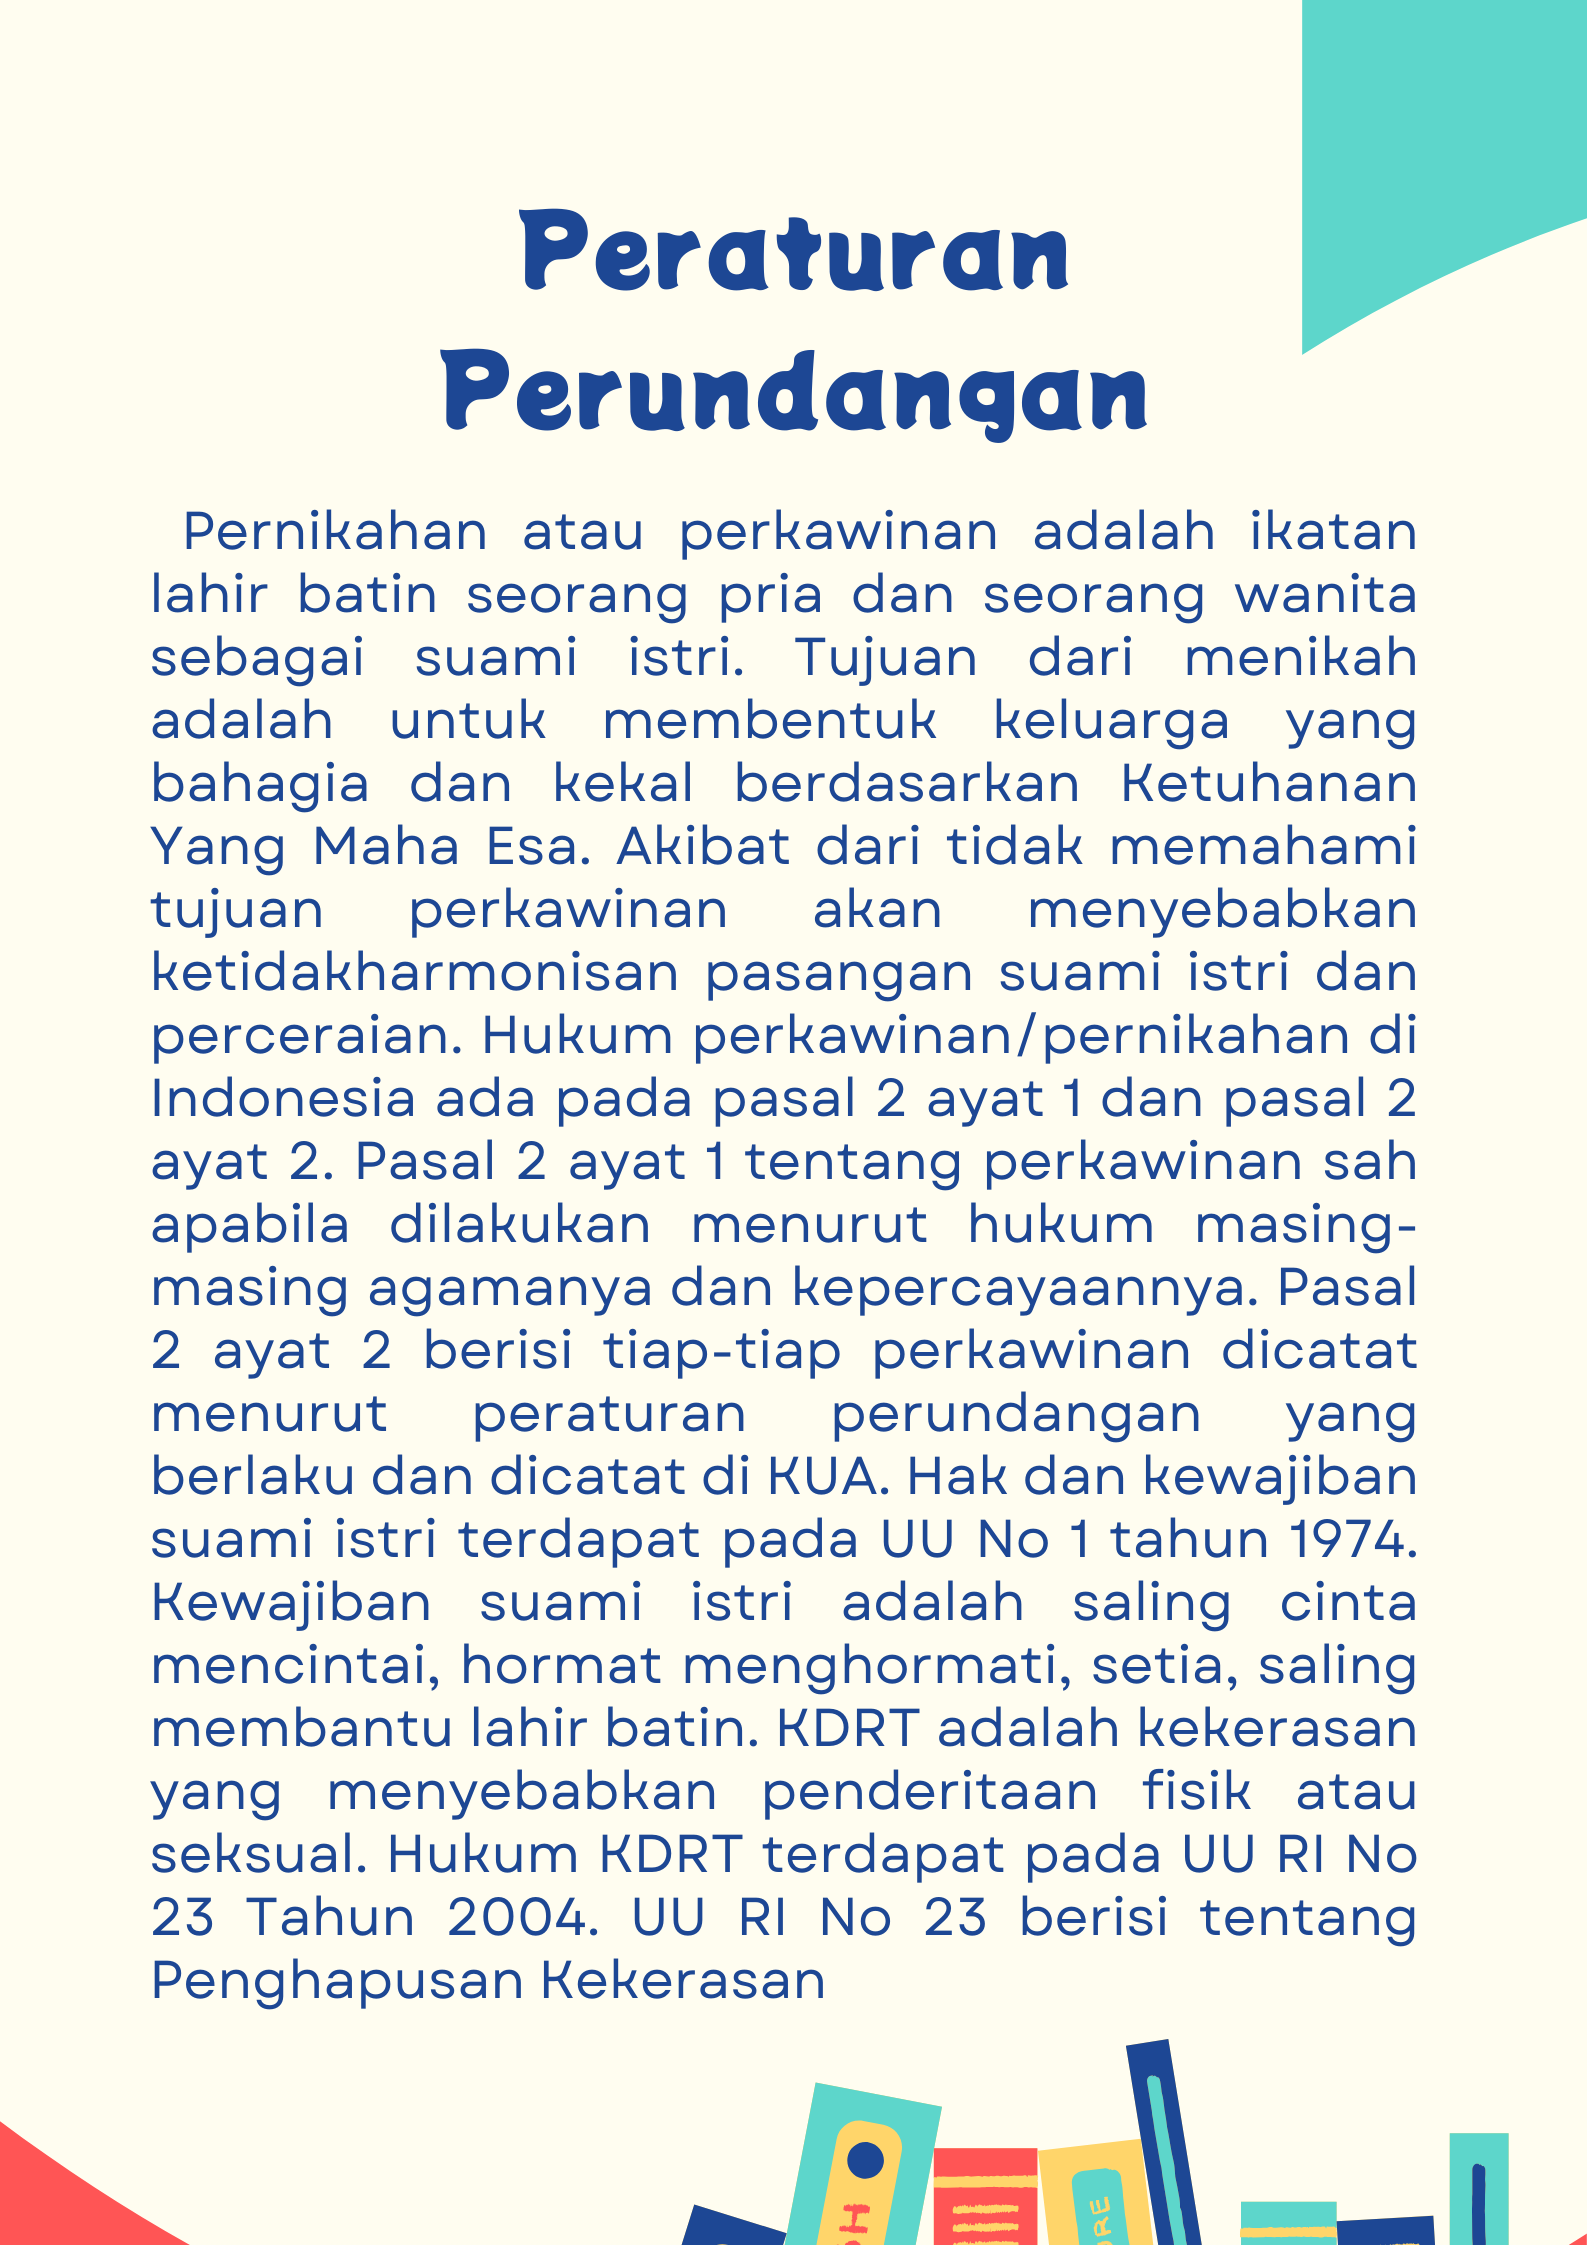 Peraturan
Perundangan
Pernikahan atau perkawinan adalah ikatan
lahir batin seorang pria dan seorang wanita
sebagai suami istri. Tujuan dari menikah
adalah untuk membentuk keluarga yang
bahagia dan kekal berdasarkan Ketuhanan
Yang Maha Esa. Akibat dari tidak memahami
tujuan perkawinan akan menyebabkan
ketidakharmonisan pasangan suami istri dan
perceraian. Hukum perkawinan/pernikahan di
Indonesia ada pada pasal 2 ayat 1 dan pasal 2
ayat 2. Pasal 2 ayat 1 tentang perkawinan sah
apabila dilakukan menurut hukum masing-
masing agamanya dan kepercayaannya. Pasal
2 ayat 2 berisi tiap-tiap perkawinan dicatat
menurut peraturan perundangan yang
berlaku dan dicatat di KUA. Hak dan kewajiban
suami istri terdapat pada UU No 1 tahun 1974.
Kewajiban suami istri adalah saling cinta
mencintai, hormat menghormati, setia, saling
membantu lahir batin. KDRT adalah kekerasan
yang menyebabkan penderitaan fisik atau
seksual. Hukum KDRT terdapat pada UU RI No
23 Tahun 2004. UU RI No 23 berisi tentang
Penghapusan Kekerasan